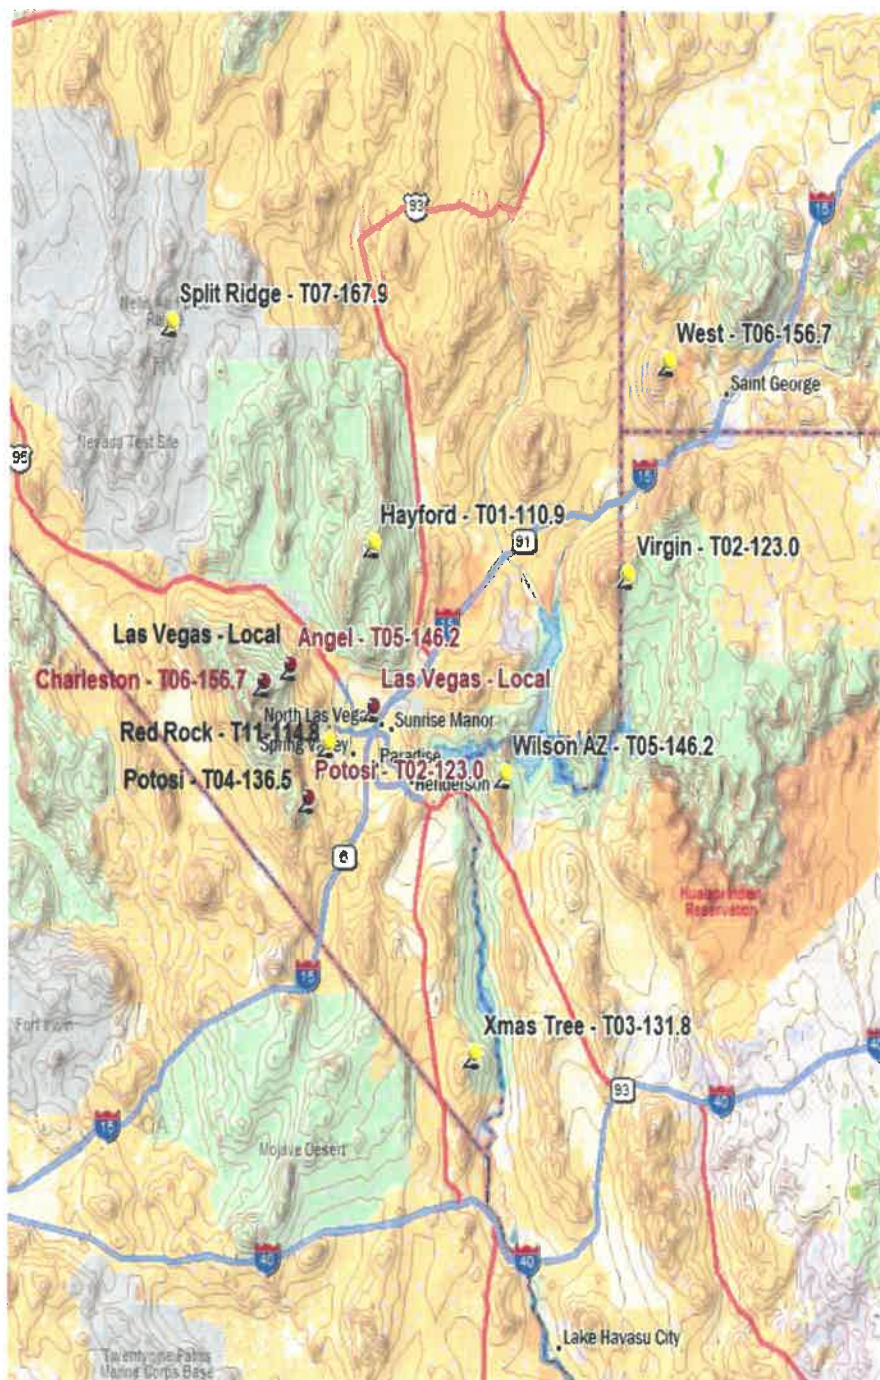 93
15
Split Ridge - T07-167.9
West - T06-156.7
Saint George
95
Nevada Test Site
15
Hayford - T01-110.9
91
Virgin - T02-123.0
15
Las Vegas - Local
Angel - T05-146.2
Charleston - T06-156.7
Las Vegas - Local
North Las Vegas
Sunrise Manor
Red Rock - T11-114.8
Spring Valley
Paradise
Wilson AZ - T05-146.2
Potosi - T04-136.5
Potosi - T02-123.0
Henderson
6
Hualapai Indian
Reservation
15
Fort Irwin
Xmas Tree - T03-131.8
40
93
40
15
Mojave Desert
40
40
Lake Havasu City
Twentynine Palms
Marine Corps Base